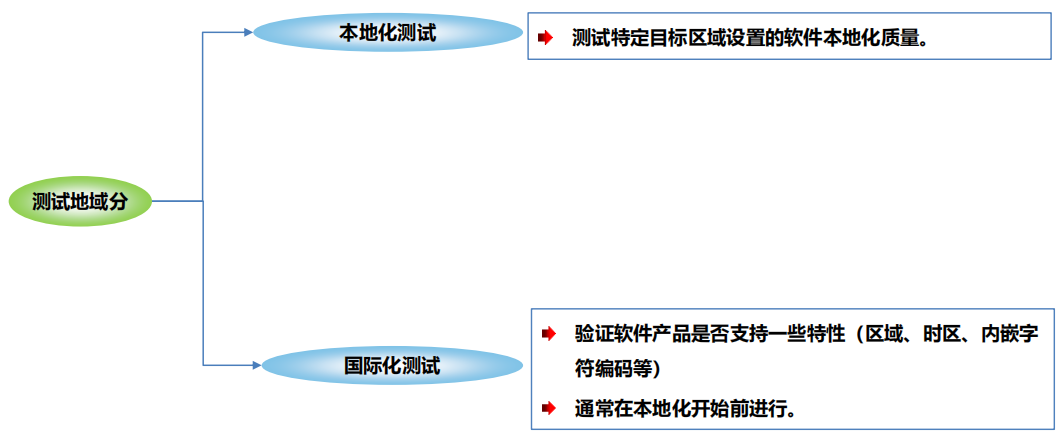 本地化测试
测试特定目标区域设置的软件本地化质量。
测试地域分
国际化测试
验证软件产品是否支持一些特性（区域、时区、内嵌字
符编码等）
通常在本地化开始前进行。